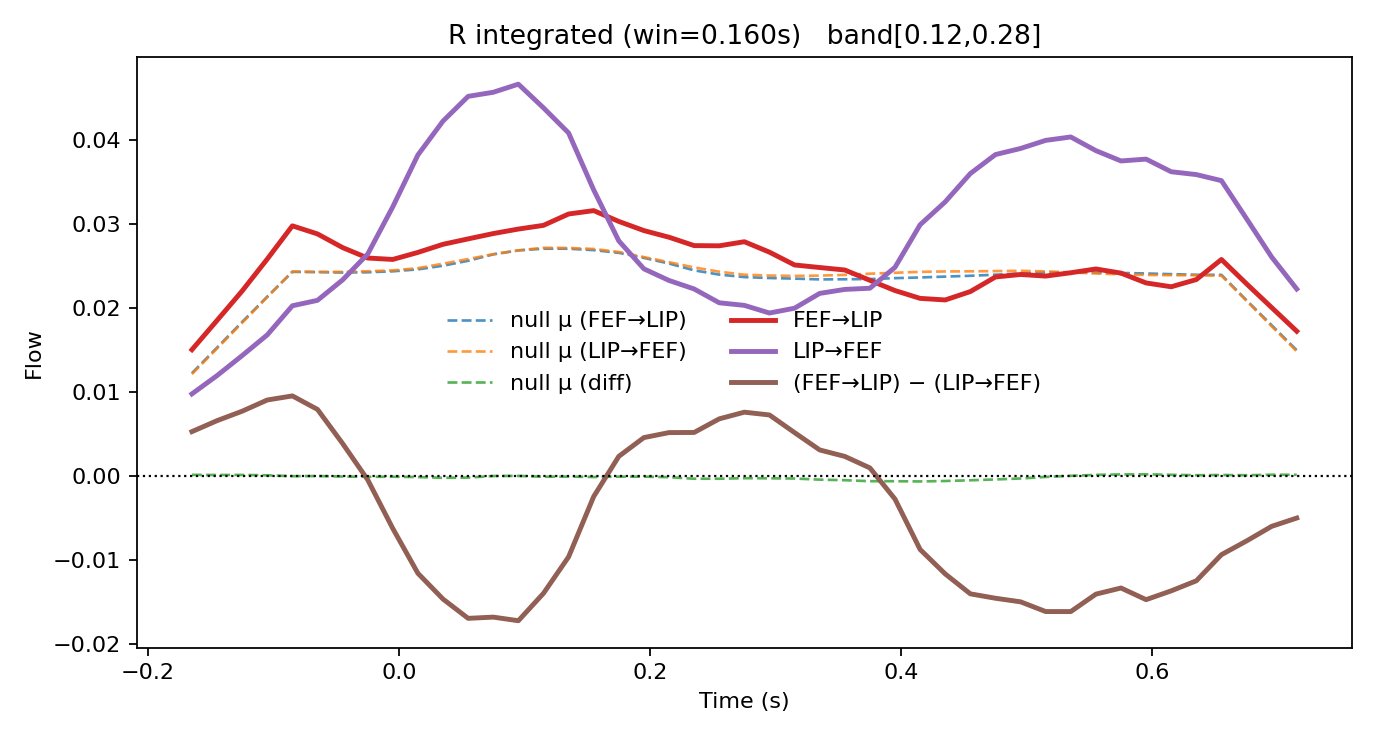 R integrated (win=0.160s)   band[0.12,0.28]
Flow
0.04
0.03
0.02
0.01
0.00
−0.01
−0.02
null μ (FEF→LIP)
null μ (LIP→FEF)
null μ (diff)
FEF→LIP
LIP→FEF
(FEF→LIP) − (LIP→FEF)
−0.2
0.0
0.2
0.4
0.6
Time (s)